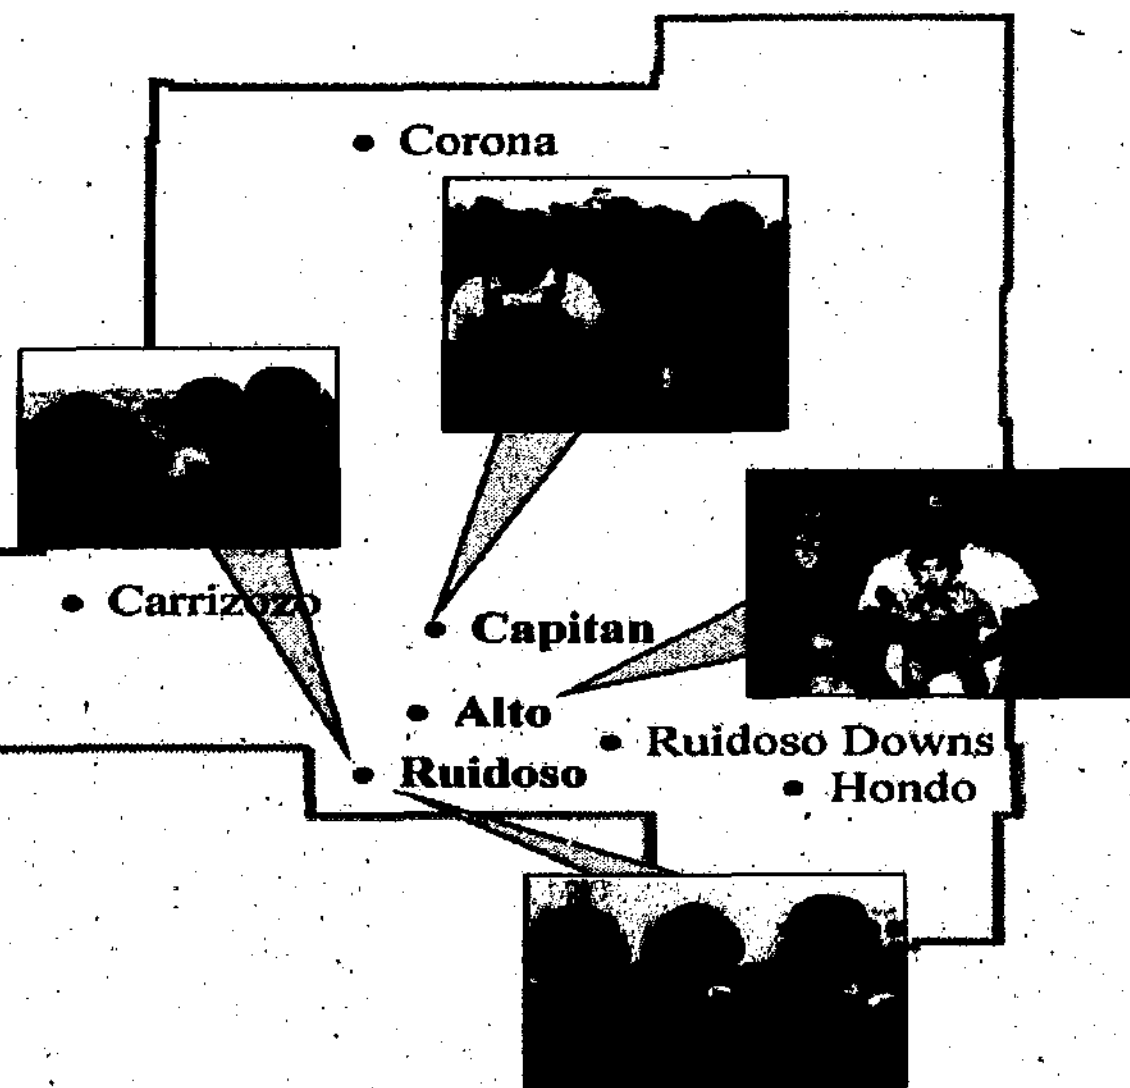 Corona
Carrizozo
Capitan
Alto
Ruidoso Downs
Ruidoso
Hondo